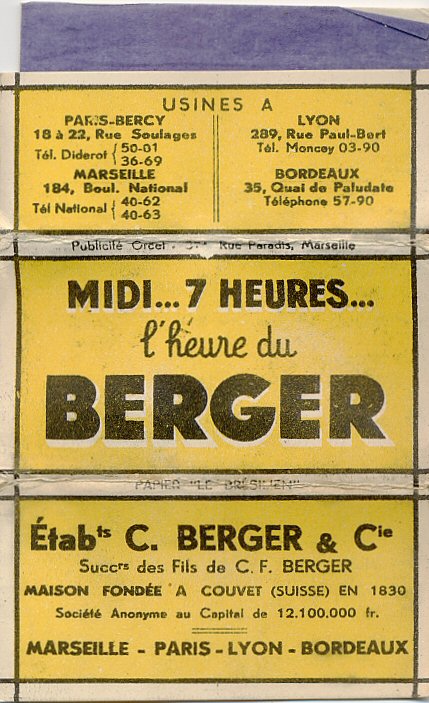 USINES A
PARIS-BERCY
18 à 22, Rue Soulages
Tél. Diderot { 50-01
36-69
MARSEILLE
184, Boul. National
Tél National { 40-62
40-63
LYON
289, Rue Paul-Bert
Tél. Moncey 03-90
BORDEAUX
35, Quai de Paludate
Téléphone 57-90
Publicité Orcel - Rue Paradis, Marseille
MIDI... 7 HEURES...
l'heure du
BERGER
PAPIER "LE BRÉSILIEN"
Étabts C. BERGER & Cie
Succrs des Fils de C. F. BERGER
MAISON FONDÉE A COUVET (SUISSE) EN 1830
Société Anonyme au Capital de 12.100.000 fr.
MARSEILLE - PARIS - LYON - BORDEAUX